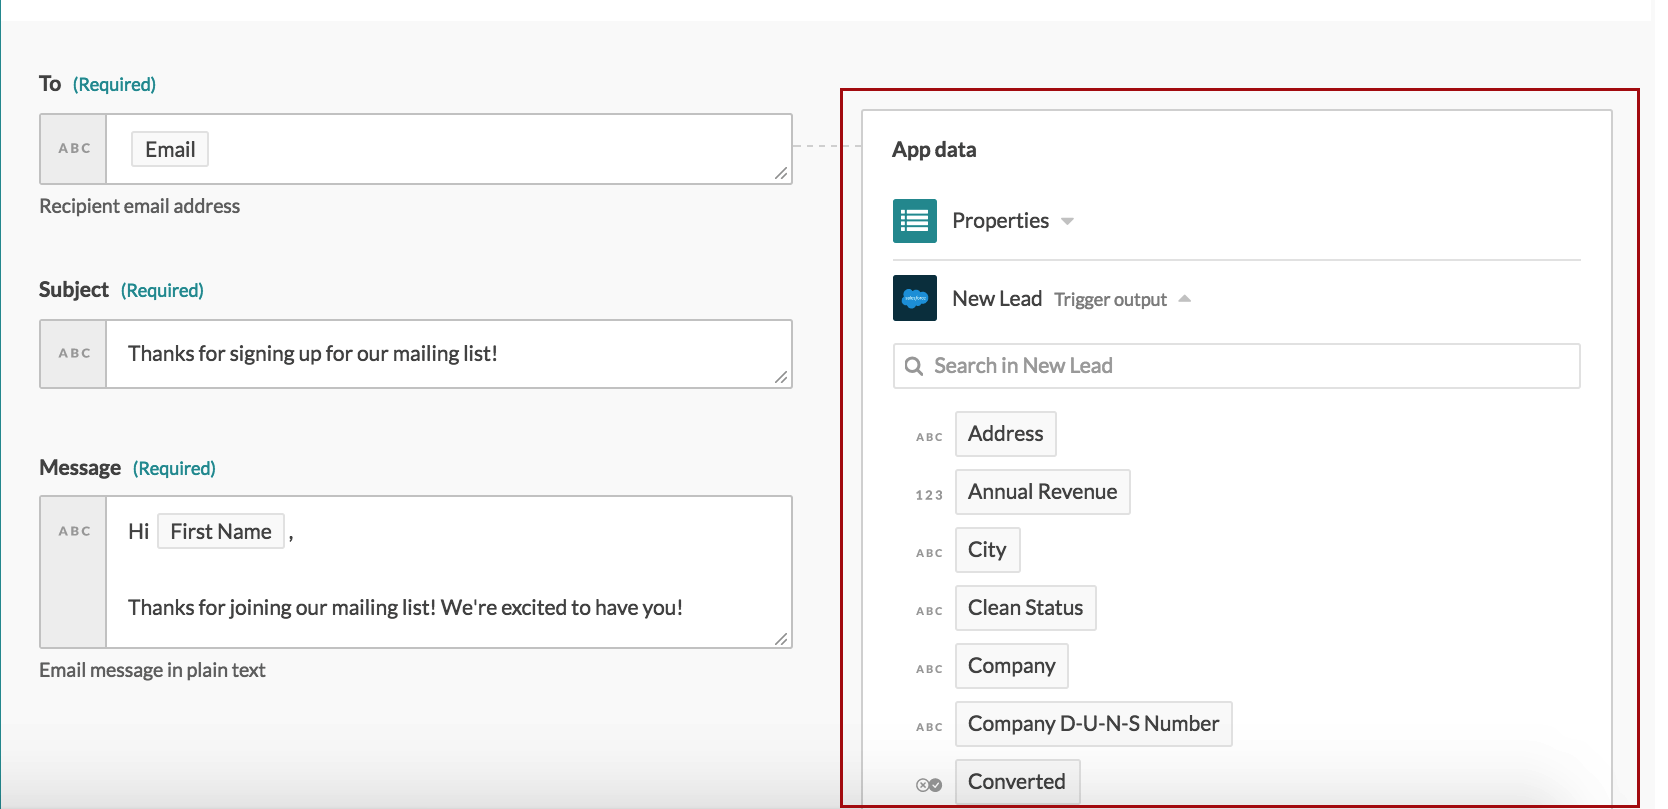 To (Required)
ABC Email
Recipient email address
Subject (Required)
ABC Thanks for signing up for our mailing list!
Message (Required)
ABC Hi First Name ,
Thanks for joining our mailing list! We're excited to have you!
Email message in plain text
App data
Properties
salesforce New Lead Trigger output
Search in New Lead
ABC Address
123 Annual Revenue
ABC City
ABC Clean Status
ABC Company
ABC Company D-U-N-S Number
Converted